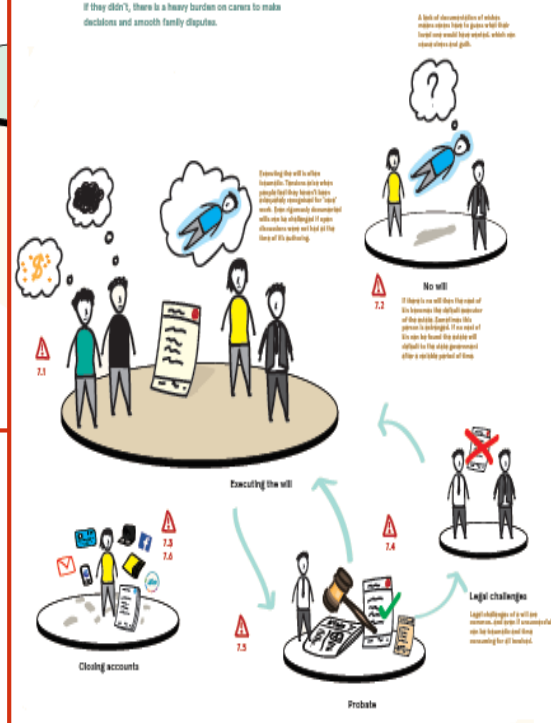 If they didn't, there is a heavy burden on carers to make
decisions and smooth family disputes.
A lack of documentation of wishes
means carers have to guess what their
loved one would have wanted, which can
cause stress and guilt.
?
Executing the will is often
traumatic. Tensions arise when
people feel they haven't been
adequately recognised for 'care'
work. Even rigorously documented
wills can be challenged if open
discussions were not had at the
time of it's authoring.
$
7.1
7.2
No will
If there is no will then the next of
kin becomes the default executor
of the estate. Sometimes this
person is estranged. If no next of
kin can be found the estate will
default to the state government
after a variable period of time.
Executing the will
7.3
7.6
7.4
7.5
Closing accounts
Probate
Legal challenges
Legal challenges of a will are
common, and even if unsuccessful
can be traumatic and time
consuming for all involved.